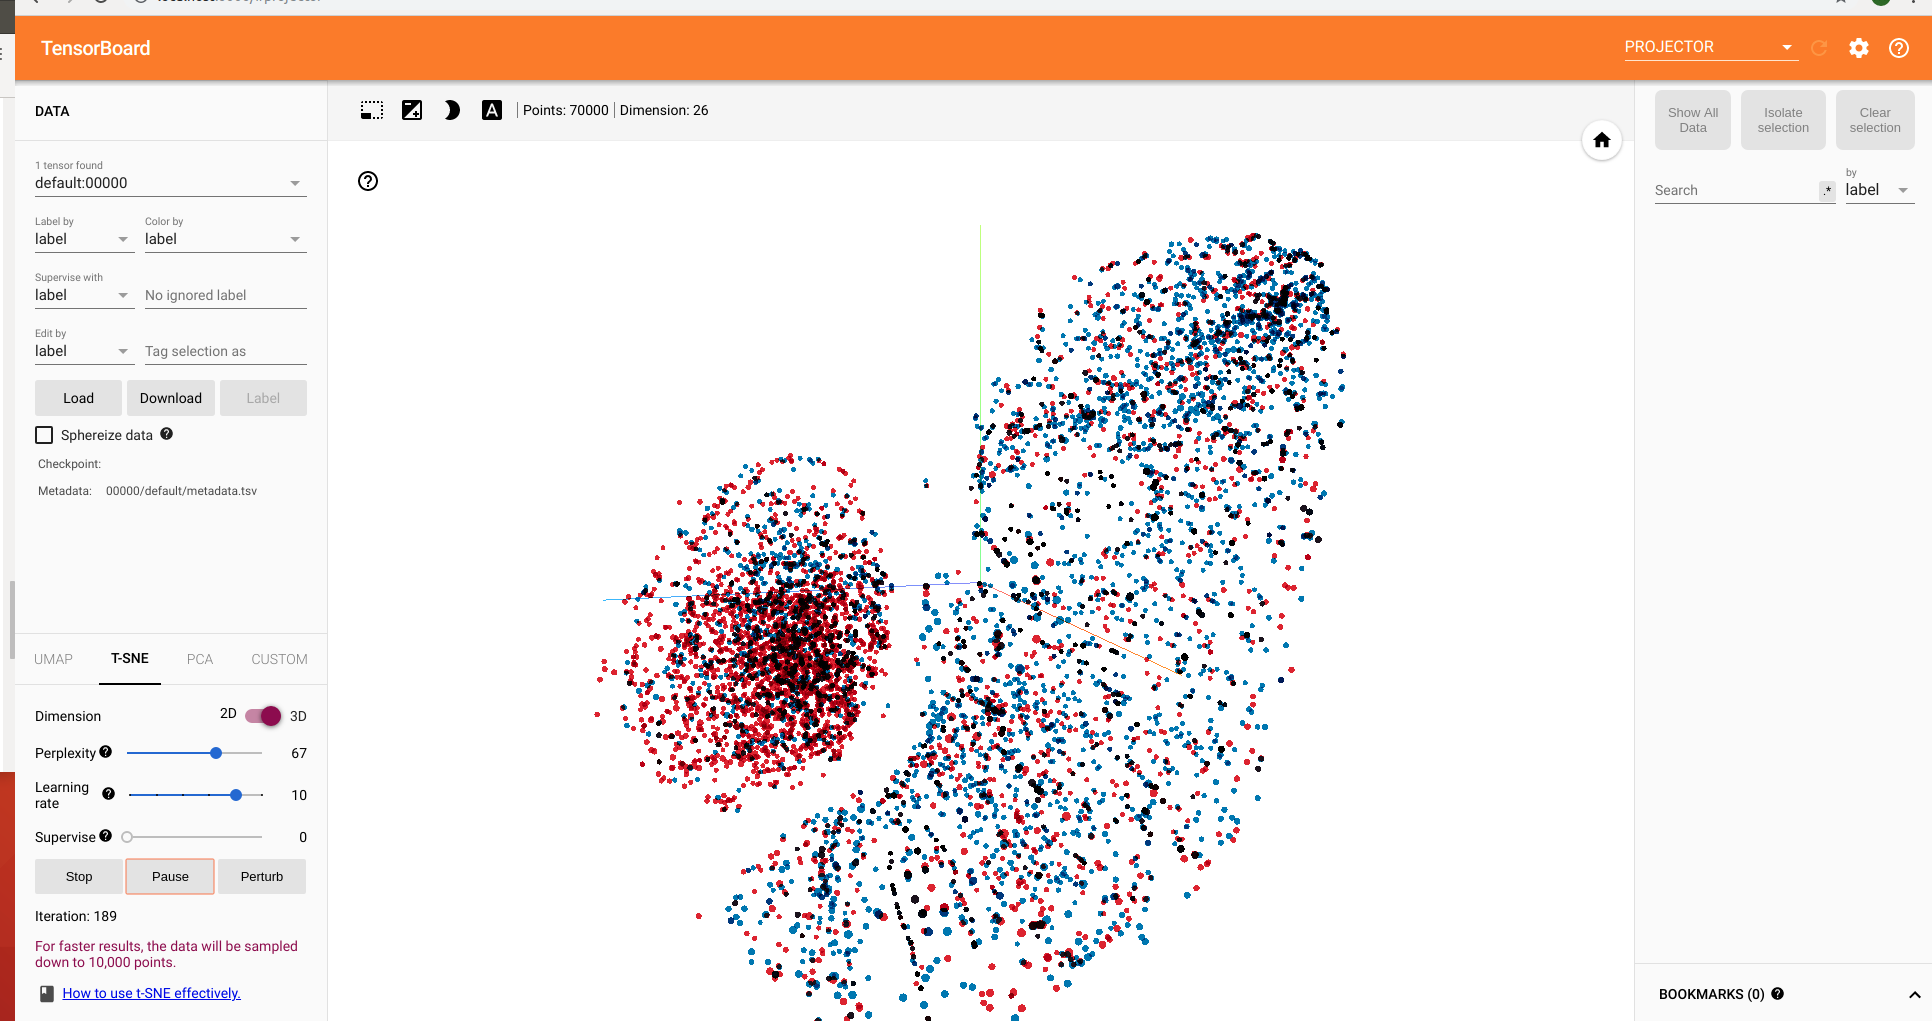 TensorBoard
PROJECTOR
DATA
Points: 70000
Dimension: 26
1 tensor found
default:00000
Label by
Color by
label
label
Supervise with
label
No ignored label
Edit by
label
Tag selection as
Load
Download
Label
Sphereize data
Checkpoint:
Metadata: 00000/default/metadata.tsv
UMAP
T-SNE
PCA
CUSTOM
Dimension
2D
3D
Perplexity
67
Learning
rate
10
Supervise
0
Stop
Pause
Perturb
Iteration: 189
For faster results, the data will be sampled
down to 10,000 points.
How to use t-SNE effectively.
A
Show All
Data
Isolate
selection
Clear
selection
Search
.*
by
label
BOOKMARKS (0)